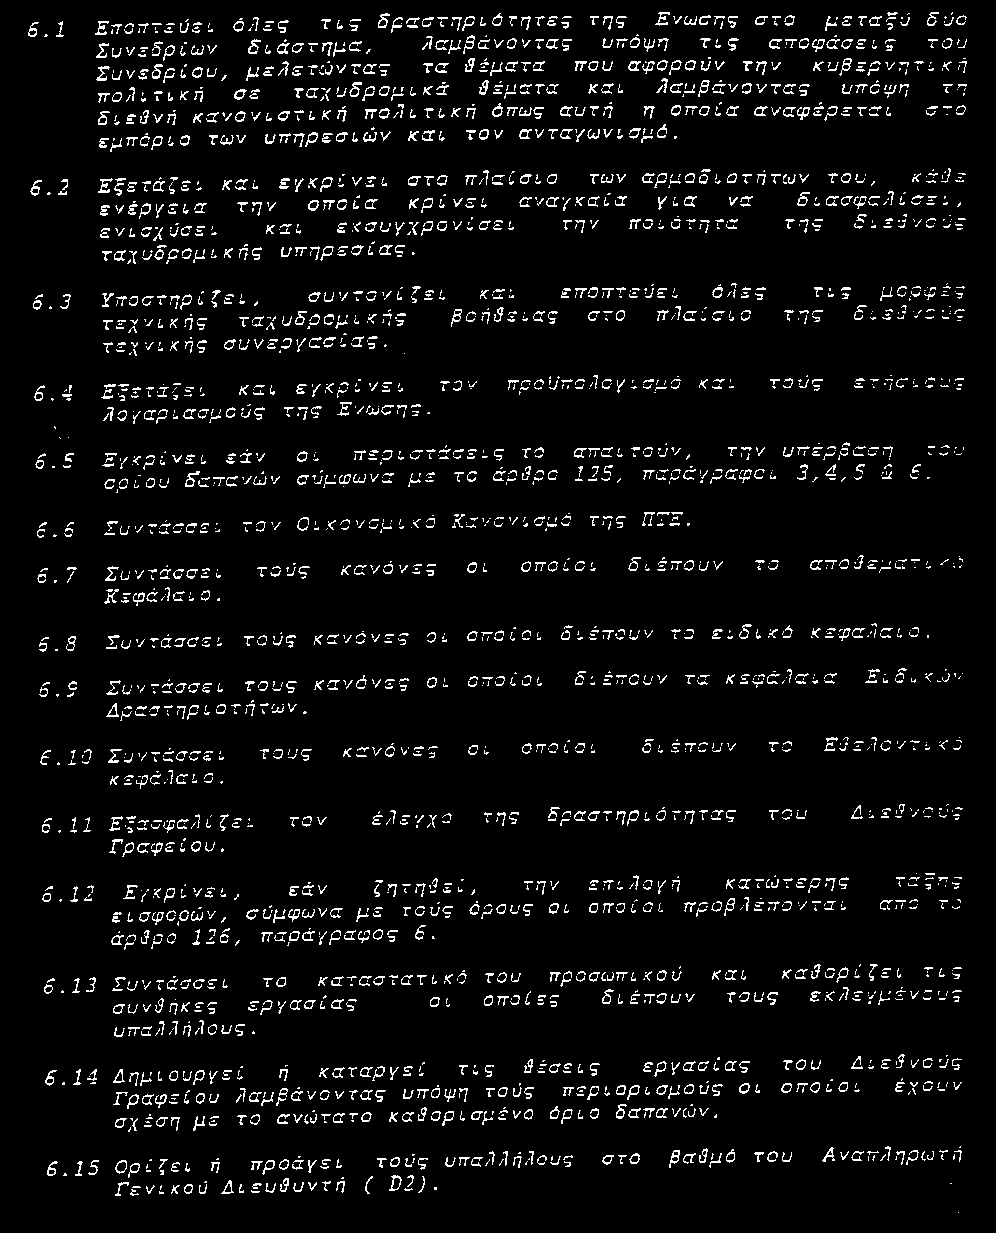 6.1 Εποπτεύει όλες τις δραστηριότητες της Ενωσης στο μεταξύ δύο
Συνεδρίων διάστημα, λαμβάνοντας υπόψη τις αποφάσεις του
Συνεδρίου, μελετώντας τα θέματα που αφορούν την κυβερνητική
πολιτική σε ταχυδρομικά θέματα και λαμβάνοντας υπόψη τη
διεθνή κανονιστική πολιτική όπως αυτή η οποία αναφέρεται στο
εμπόριο των υπηρεσιών και τον ανταγωνισμό.
6.2 Εξετάζει και εγκρίνει στο πλαίσιο των αρμοδιοτήτων του, κάθε
ενέργεια την οποία κρίνει αναγκαία για να διασφαλίσει,
ενισχύσει και εκσυγχρονίσει την ποιότητα της διεθνούς
ταχυδρομικής υπηρεσίας.
6.3 Υποστηρίζει, συντονίζει και εποπτεύει όλες τις μορφές
τεχνικής ταχυδρομικής βοήθειας στο πλαίσιο της διεθνούς
τεχνικής συνεργασίας.
6.4 Εξετάζει και εγκρίνει τον προϋπολογισμό και τούς ετήσιους
λογαριασμούς της Ενωσης.
6.5 Εγκρίνει εάν οι περιστάσεις το απαιτούν, την υπέρβαση του
ορίου δαπανών σύμφωνα με το άρθρο 125, παράγραφοι 3,4,5 & 6.
6.6 Συντάσσει τον Οικονομικό Κανονισμό της ΠΤΕ.
6.7 Συντάσσει τούς κανόνες οι οποίοι διέπουν το αποθεματικό
Κεφάλαιο.
6.8 Συντάσσει τούς κανόνες οι οποίοι διέπουν το ειδικό κεφαλαιο.
6.9 Συντάσσει τους κανόνες οι οποίοι διέπουν τα κεφάλαια Ειδικών
Δραστηριοτήτων.
6.10 Συντάσσει τους κανόνες οι οποίοι διέπουν το Εθελοντικό
κεφάλαιο.
6.11 Εξασφαλίζει τον έλεγχο της δραστηριότητας του Διεθνούς
Γραφείου.
6.12 Εγκρίνει, εάν ζητηθεί, την επιλογή κατώτερης τάξης
εισφορών, σύμφωνα με τούς όρους οι οποίοι προβλέπονται απο το
άρθρο 126, παράγραφος 6.
6.13 Συντάσσει το καταστατικό του προσωπικού και καθορίζει τις
συνθήκες εργασίας οι οποίες διέπουν τους εκλεγμένους
υπαλλήλους.
6.14 Δημιουργεί ή καταργεί τις θέσεις εργασίας του Διεθνούς
Γραφείου λαμβάνοντας υπόψη τούς περιορισμούς οι οποίοι έχουν
σχέση με το ανώτατο καθορισμένο όριο δαπανών.
6.15 Ορίζει ή προάγει τούς υπαλλήλους στο βαθμό του Αναπληρωτή
Γενικού Διευθυντή ( D2).